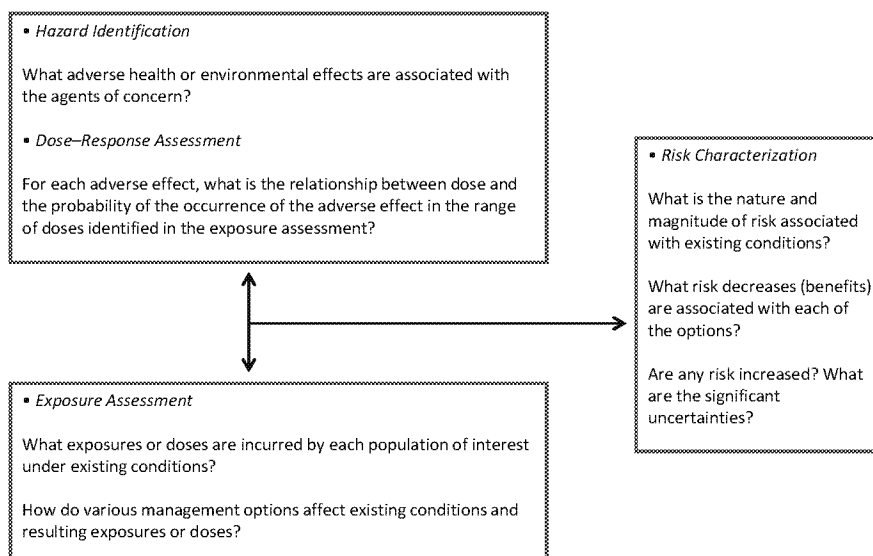 ▪ Hazard Identification
What adverse health or environmental effects are associated with
the agents of concern?
▪ Dose–Response Assessment
For each adverse effect, what is the relationship between dose and
the probability of the occurrence of the adverse effect in the range
of doses identified in the exposure assessment?
▪ Exposure Assessment
What exposures or doses are incurred by each population of interest
under existing conditions?
How do various management options affect existing conditions and
resulting exposures or doses?
▪ Risk Characterization
What is the nature and
magnitude of risk associated
with existing conditions?
What risk decreases (benefits)
are associated with each of
the options?
Are any risk increased? What
are the significant
uncertainties?